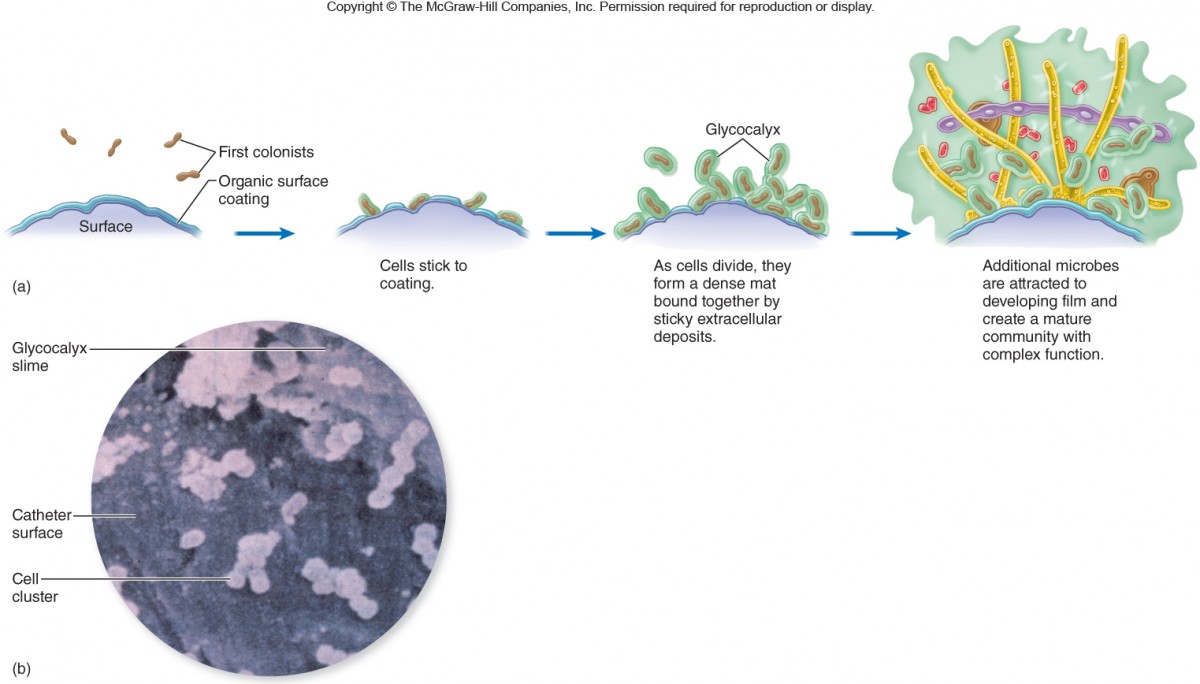 Copyright © The McGraw-Hill Companies, Inc. Permission required for reproduction or display.
First colonists
Organic surface
coating
Surface
Cells stick to
coating.
Glycocalyx
As cells divide, they
form a dense mat
bound together by
sticky extracellular
deposits.
Additional microbes
are attracted to
developing film and
create a mature
community with
complex function.
(a)
Glycocalyx
slime
Catheter
surface
Cell
cluster
(b)